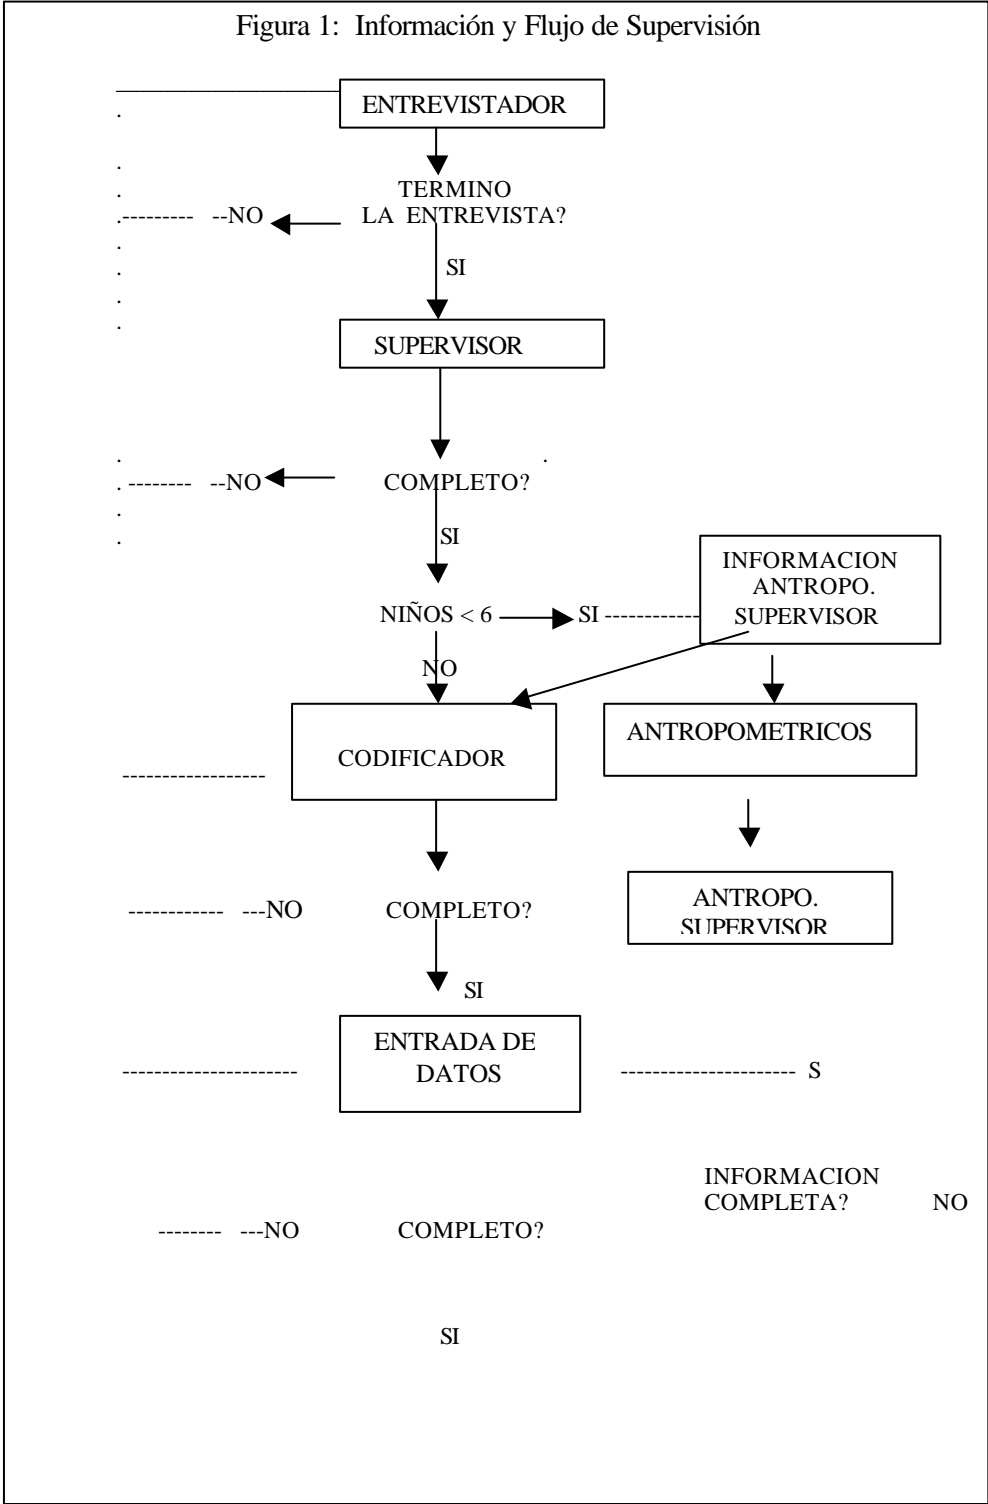 Figura 1: Información y Flujo de Supervisión
ENTREVISTADOR
TERMINO
--NO LA ENTREVISTA?
SI
SUPERVISOR
--NO COMPLETO?
SI
INFORMACION
ANTROPO.
NIÑOS < 6 SI SUPERVISOR
NO
ANTROPOMETRICOS
CODIFICADOR
ANTROPO.
---NO COMPLETO?
SUPERVISOR
SI
ENTRADA DE
DATOS S
INFORMACION
COMPLETA? NO
---NO COMPLETO?
SI